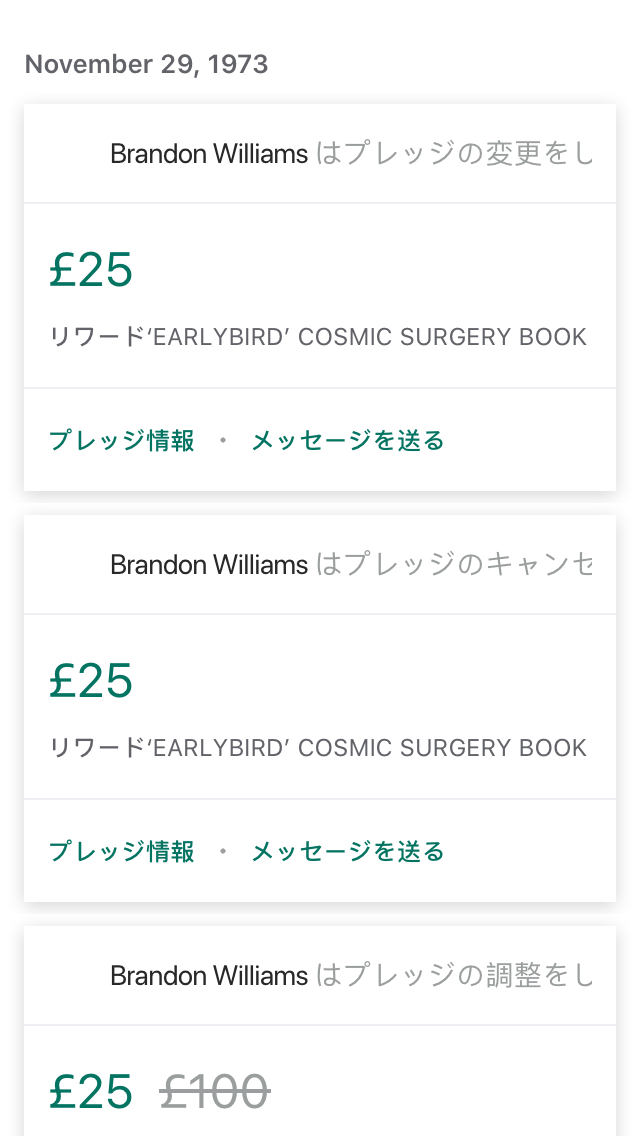 November 29, 1973
Brandon Williams はプレッジの変更をし
£25
リワード‘EARLYBIRD’ COSMIC SURGERY BOOK
プレッジ情報 • メッセージを送る
Brandon Williams はプレッジのキャンセ
£25
リワード‘EARLYBIRD’ COSMIC SURGERY BOOK
プレッジ情報 • メッセージを送る
Brandon Williams はプレッジの調整をし
£25 £100